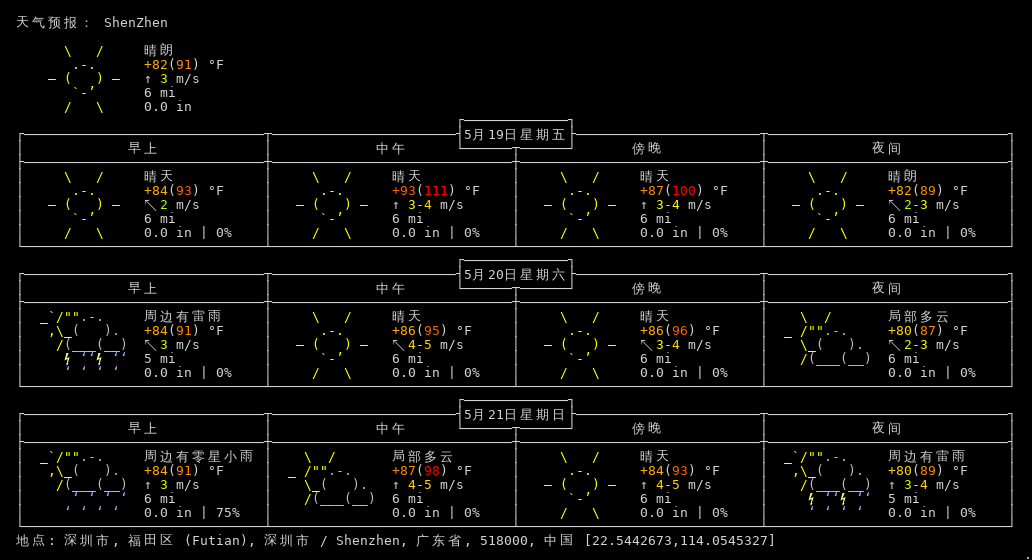 天气预报： ShenZhen
晴朗
+82(91) °F
↑ 3 m/s
6 mi
0.0 in
5月19日星期五
早上 中午 傍晚 夜间
晴天 晴天 晴天 晴朗
+84(93) °F +93(111) °F +87(100) °F +82(89) °F
↖ 2 m/s ↑ 3-4 m/s ↑ 3-4 m/s ↖ 2-3 m/s
6 mi 6 mi 6 mi 6 mi
0.0 in | 0% 0.0 in | 0% 0.0 in | 0% 0.0 in | 0%
5月20日星期六
早上 中午 傍晚 夜间
周边有雷雨 晴天 晴天 局部多云
+84(91) °F +86(95) °F +86(96) °F +80(87) °F
↖ 3 m/s ↖ 4-5 m/s ↖ 3-4 m/s ↖ 2-3 m/s
5 mi 6 mi 6 mi 6 mi
0.0 in | 0% 0.0 in | 0% 0.0 in | 0% 0.0 in | 0%
5月21日星期日
早上 中午 傍晚 夜间
周边有零星小雨 局部多云 晴天 周边有雷雨
+84(91) °F +87(98) °F +84(93) °F +80(89) °F
↑ 3 m/s ↑ 4-5 m/s ↑ 4-5 m/s ↑ 3-4 m/s
6 mi 6 mi 6 mi 5 mi
0.0 in | 75% 0.0 in | 0% 0.0 in | 0% 0.0 in | 0%
地点: 深圳市, 福田区 (Futian), 深圳市 / Shenzhen, 广东省, 518000, 中国 [22.5442673,114.0545327]